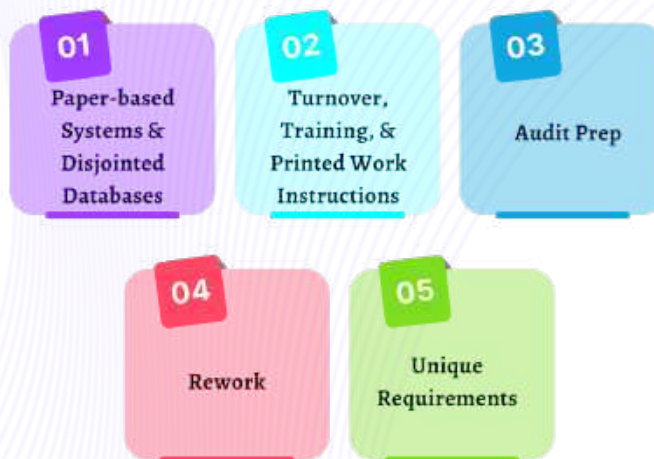 01
Paper-based
Systems &
Disjointed
Databases
02
Turnover,
Training, &
Printed Work
Instructions
03
Audit Prep
04
Rework
05
Unique
Requirements